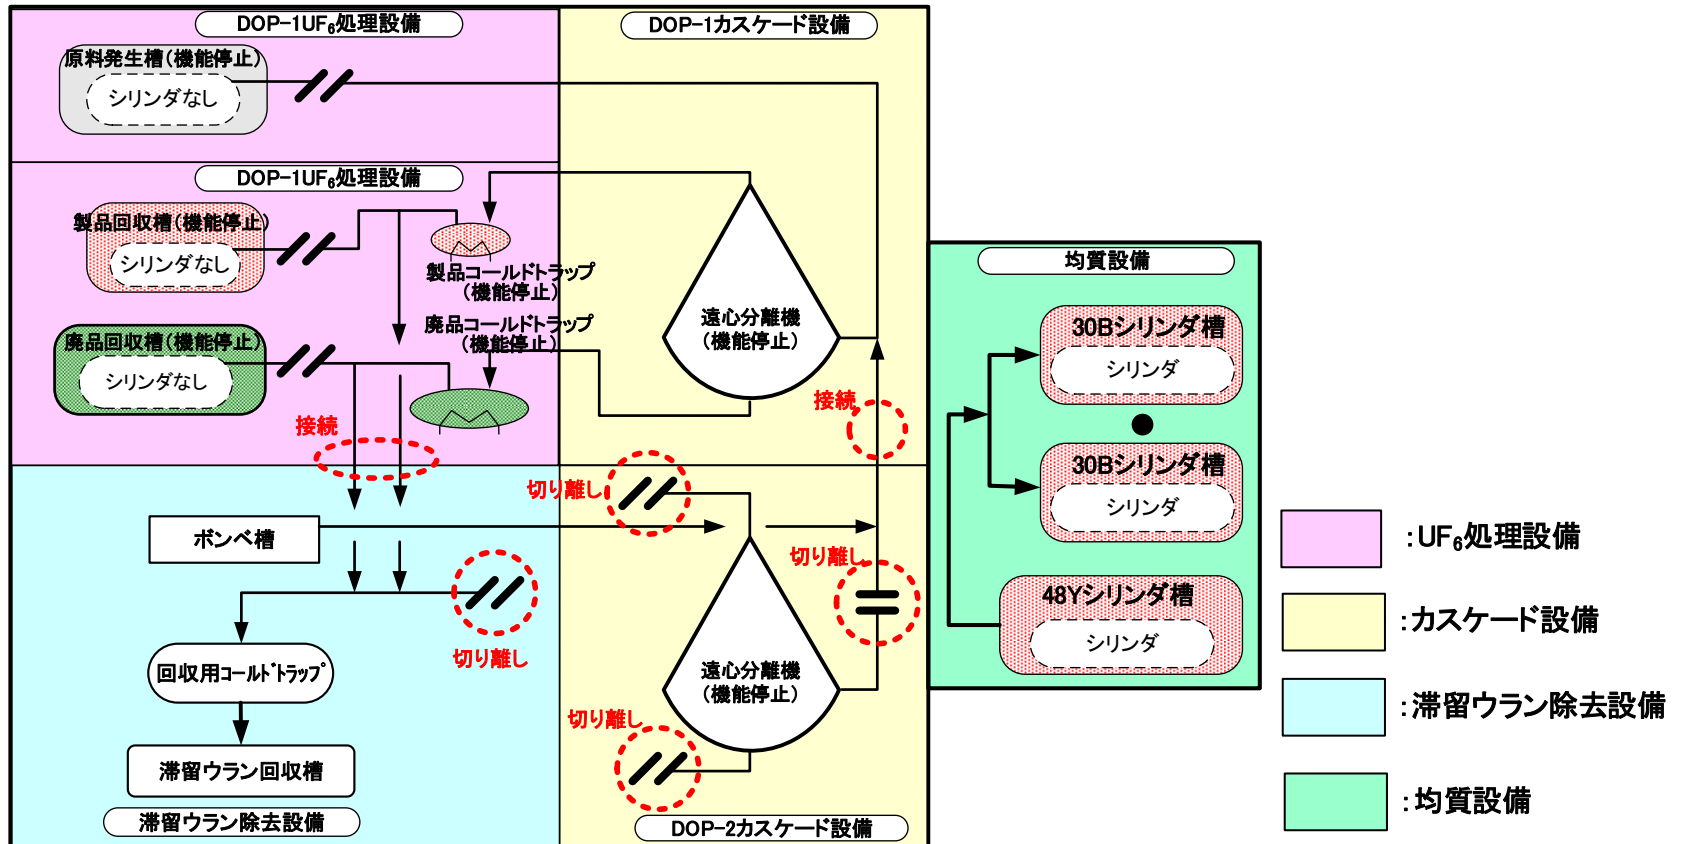 DOP-1UF₆処理設備
DOP-1カスケード設備
原料発生槽(機能停止)
シリンダなし
DOP-1UF₆処理設備
製品回収槽(機能停止)
シリンダなし
製品コールドトラップ
(機能停止)
廃品コールドトラップ
(機能停止)
廃品回収槽(機能停止)
シリンダなし
遠心分離機
(機能停止)
接続
接続
切り離し
ボンベ槽
切り離し
切り離し
回収用コールドトラップ
遠心分離機
(機能停止)
切り離し
滞留ウラン回収槽
滞留ウラン除去設備
DOP-2カスケード設備
均質設備
30Bシリンダ槽
シリンダ
30Bシリンダ槽
シリンダ
48Yシリンダ槽
シリンダ
:UF₆処理設備
:カスケード設備
:滞留ウラン除去設備
:均質設備